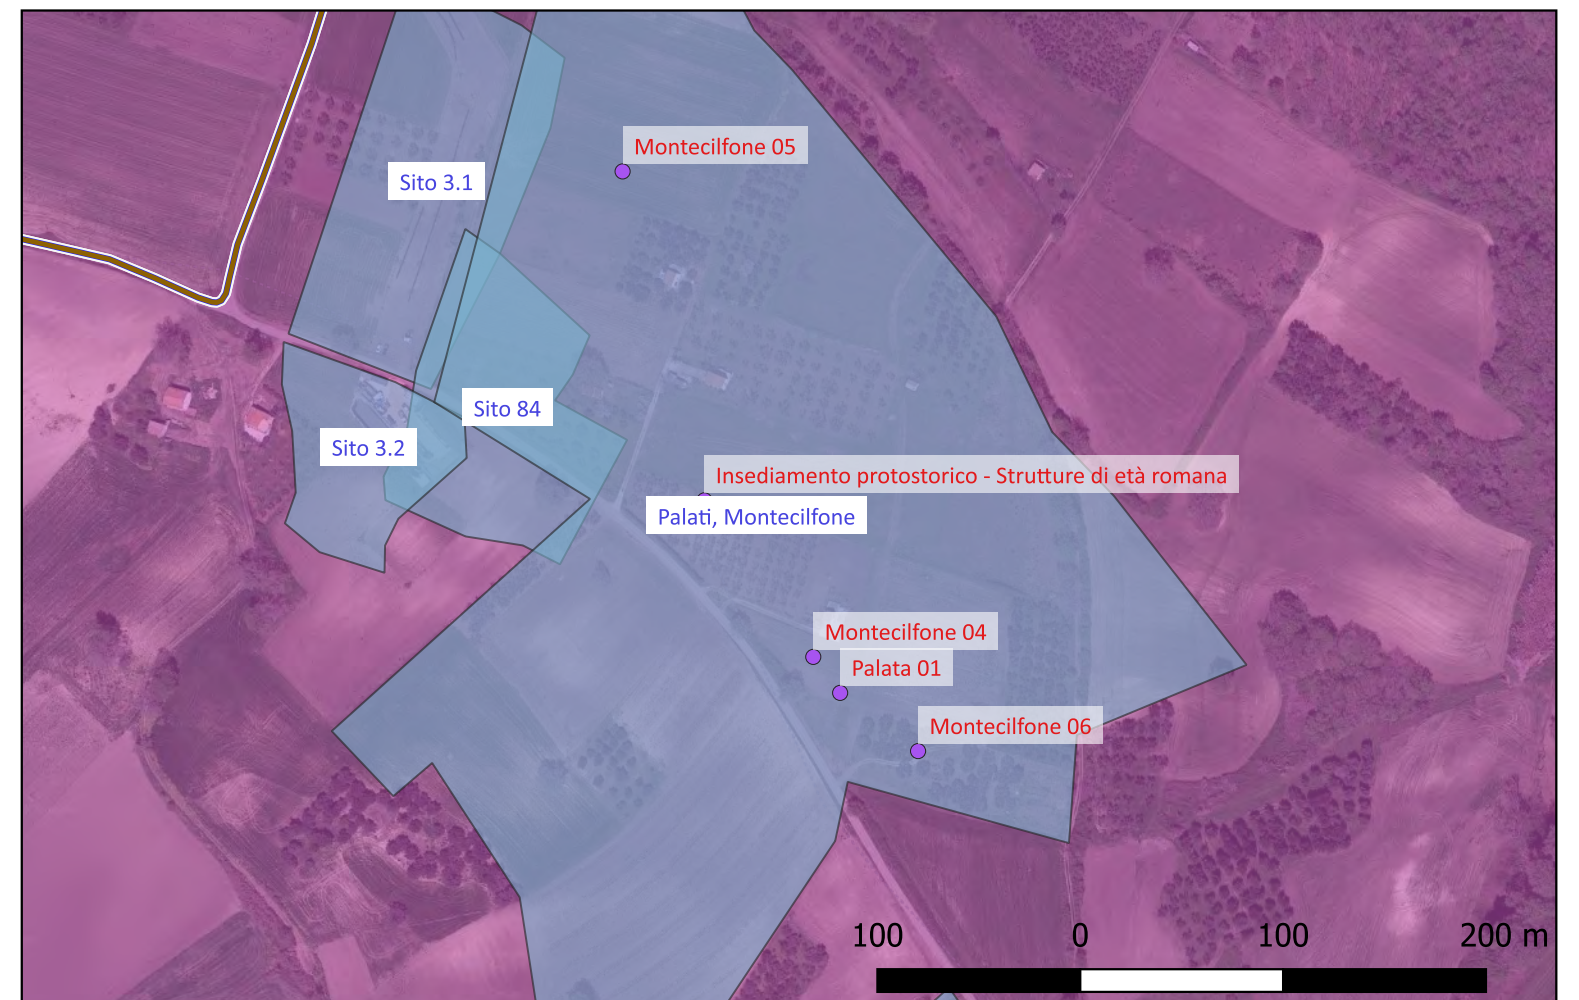 Montecilfone 05
Sito 3.1
Sito 84
Sito 3.2
Insediamento protostorico - Strutture di età romana
Palati, Montecilfone
Montecilfone 04
Palata 01
Montecilfone 06
100 0 100 200 m